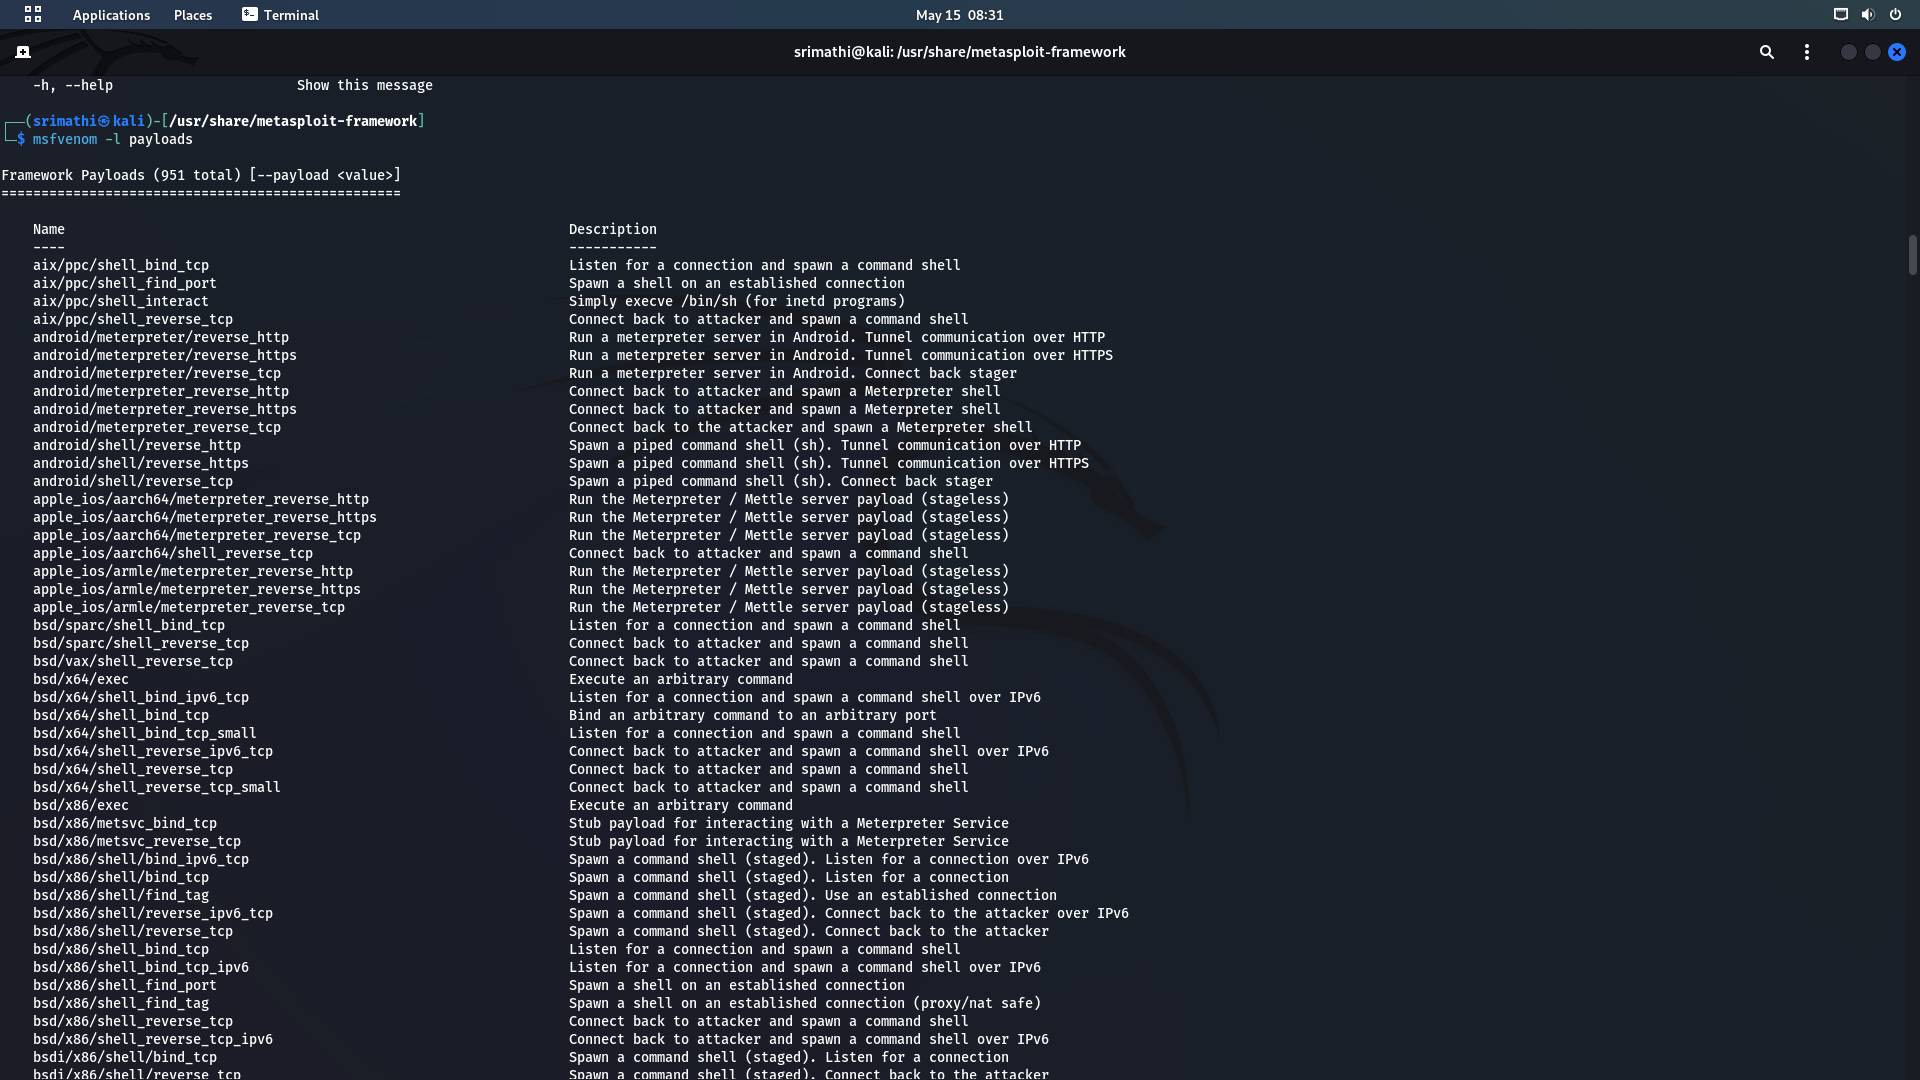 Applications Places Terminal May 15 08:31
srimathi@kali: /usr/share/metasploit-framework
-h, --help Show this message
(srimathi㉿kali)-[/usr/share/metasploit-framework]
$ msfvenom -l payloads
Framework Payloads (951 total) [--payload <value>]
==================================================
Name Description
---- -----------
aix/ppc/shell_bind_tcp Listen for a connection and spawn a command shell
aix/ppc/shell_find_port Spawn a shell on an established connection
aix/ppc/shell_interact Simply execve /bin/sh (for inetd programs)
aix/ppc/shell_reverse_tcp Connect back to attacker and spawn a command shell
android/meterpreter/reverse_http Run a meterpreter server in Android. Tunnel communication over HTTP
android/meterpreter/reverse_https Run a meterpreter server in Android. Tunnel communication over HTTPS
android/meterpreter/reverse_tcp Run a meterpreter server in Android. Connect back stager
android/meterpreter_reverse_http Connect back to attacker and spawn a Meterpreter shell
android/meterpreter_reverse_https Connect back to attacker and spawn a Meterpreter shell
android/meterpreter_reverse_tcp Connect back to the attacker and spawn a Meterpreter shell
android/shell/reverse_http Spawn a piped command shell (sh). Tunnel communication over HTTP
android/shell/reverse_https Spawn a piped command shell (sh). Tunnel communication over HTTPS
android/shell/reverse_tcp Spawn a piped command shell (sh). Connect back stager
apple_ios/aarch64/meterpreter_reverse_http Run the Meterpreter / Mettle server payload (stageless)
apple_ios/aarch64/meterpreter_reverse_https Run the Meterpreter / Mettle server payload (stageless)
apple_ios/aarch64/meterpreter_reverse_tcp Run the Meterpreter / Mettle server payload (stageless)
apple_ios/aarch64/shell_reverse_tcp Connect back to attacker and spawn a command shell
apple_ios/armle/meterpreter_reverse_http Run the Meterpreter / Mettle server payload (stageless)
apple_ios/armle/meterpreter_reverse_https Run the Meterpreter / Mettle server payload (stageless)
apple_ios/armle/meterpreter_reverse_tcp Run the Meterpreter / Mettle server payload (stageless)
bsd/sparc/shell_bind_tcp Listen for a connection and spawn a command shell
bsd/sparc/shell_reverse_tcp Connect back to attacker and spawn a command shell
bsd/vax/shell_reverse_tcp Connect back to attacker and spawn a command shell
bsd/x64/exec Execute an arbitrary command
bsd/x64/shell_bind_ipv6_tcp Listen for a connection and spawn a command shell over IPv6
bsd/x64/shell_bind_tcp Bind an arbitrary command to an arbitrary port
bsd/x64/shell_bind_tcp_small Listen for a connection and spawn a command shell
bsd/x64/shell_reverse_ipv6_tcp Connect back to attacker and spawn a command shell over IPv6
bsd/x64/shell_reverse_tcp Connect back to attacker and spawn a command shell
bsd/x64/shell_reverse_tcp_small Connect back to attacker and spawn a command shell
bsd/x86/exec Execute an arbitrary command
bsd/x86/metsvc_bind_tcp Stub payload for interacting with a Meterpreter Service
bsd/x86/metsvc_reverse_tcp Stub payload for interacting with a Meterpreter Service
bsd/x86/shell/bind_ipv6_tcp Spawn a command shell (staged). Listen for a connection over IPv6
bsd/x86/shell/bind_tcp Spawn a command shell (staged). Listen for a connection
bsd/x86/shell/find_tag Spawn a command shell (staged). Use an established connection
bsd/x86/shell/reverse_ipv6_tcp Spawn a command shell (staged). Connect back to the attacker over IPv6
bsd/x86/shell/reverse_tcp Spawn a command shell (staged). Connect back to the attacker
bsd/x86/shell_bind_tcp Listen for a connection and spawn a command shell
bsd/x86/shell_bind_tcp_ipv6 Listen for a connection and spawn a command shell over IPv6
bsd/x86/shell_find_port Spawn a shell on an established connection
bsd/x86/shell_find_tag Spawn a shell on an established connection (proxy/nat safe)
bsd/x86/shell_reverse_tcp Connect back to attacker and spawn a command shell
bsd/x86/shell_reverse_tcp_ipv6 Connect back to attacker and spawn a command shell over IPv6
bsdi/x86/shell/bind_tcp Spawn a command shell (staged). Listen for a connection
bsdi/x86/shell/reverse_tcp Spawn a command shell (staged). Connect back to the attacker